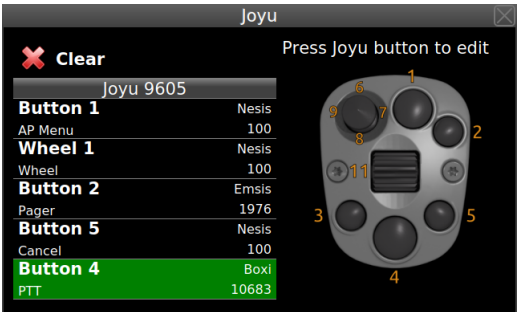 Joyu
Clear
Press Joyu button to edit
Joyu 9605
Button 1 Nesis
AP Menu 100
Wheel 1 Nesis
Wheel 100
Button 2 Emsis
Pager 1976
Button 5 Nesis
Cancel 100
Button 4 Boxi
PTT 10683
1
6
9 7
8
2
11
3 5
4